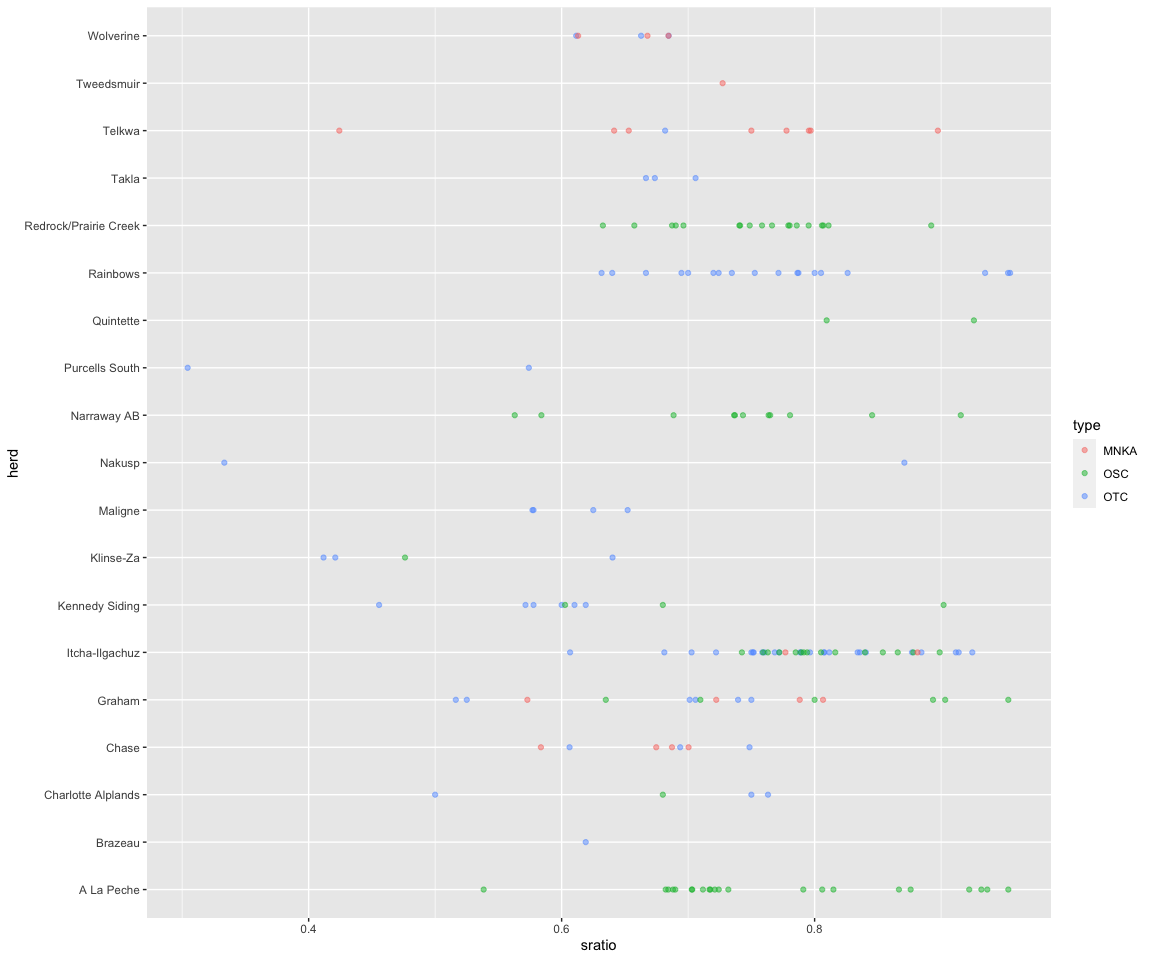 Wolverine
Tweedsmuir
Telkwa
Takla
Redrock/Prairie Creek
Rainbows
Quintette
Purcells South
Narraway AB
Nakusp
Maligne
Klinse-Za
Kennedy Siding
Itcha-Ilgachuz
Graham
Chase
Charlotte Alplands
Brazeau
A La Peche
herd
0.4 0.6 0.8
sratio
type
MNKA
OSC
OTC